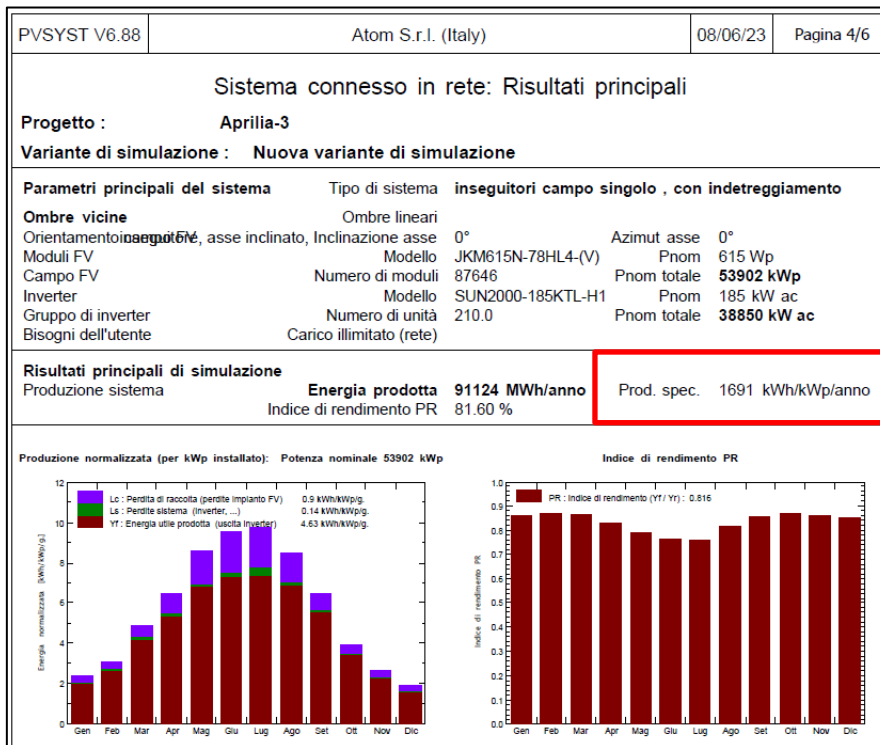 PVSYST V6.88 Atom S.r.l. (Italy) 08/06/23 Pagina 4/6
Sistema connesso in rete: Risultati principali
Progetto : Aprilia-3
Variante di simulazione : Nuova variante di simulazione
Parametri principali del sistema Tipo di sistema inseguitori campo singolo , con indetreggiamento
Ombre vicine Ombre lineari
Orientamento campo FV, asse inclinato, Inclinazione asse 0° Azimut asse 0°
Moduli FV Modello JKM615N-78HL4-(V) Pnom 615 Wp
Campo FV Numero di moduli 87646 Pnom totale 53902 kWp
Inverter Modello SUN2000-185KTL-H1 Pnom 185 kW ac
Gruppo di inverter Numero di unità 210.0 Pnom totale 38850 kW ac
Bisogni dell'utente Carico illimitato (rete)
Risultati principali di simulazione
Produzione sistema Energia prodotta 91124 MWh/anno Prod. spec. 1691 kWh/kWp/anno
Indice di rendimento PR 81.60 %
Produzione normalizzata (per kWp installato): Potenza nominale 53902 kWp
Energia normalizzata [kWh/kWp/g.]
12
10
8
6
4
2
0
Lc : Perdita di raccolta (perdite impianto FV) 0.9 kWh/kWp/g.
Ls : Perdite sistema (inverter, ...) 0.14 kWh/kWp/g.
Yf : Energia utile prodotta (uscita inverter) 4.63 kWh/kWp/g.
Gen Feb Mar Apr Mag Giu Lug Ago Set Ott Nov Dic
Indice di rendimento PR
Indice di rendimento PR
1.0
0.9
0.8
0.7
0.6
0.5
0.4
0.3
0.2
0.1
0.0
PR : Indice di rendimento (Yf / Yr) : 0.816
Gen Feb Mar Apr Mag Giu Lug Ago Set Ott Nov Dic